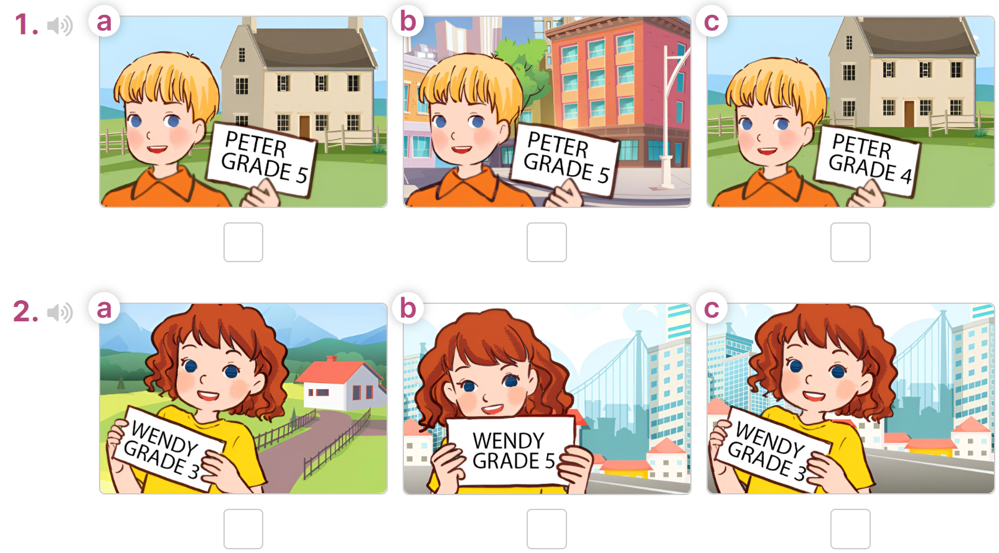 1.
a
b
c
PETER
GRADE 5
PETER
GRADE 5
PETER
GRADE 4
2.
a
b
c
WENDY
GRADE 3
WENDY
GRADE 5
WENDY
GRADE 3